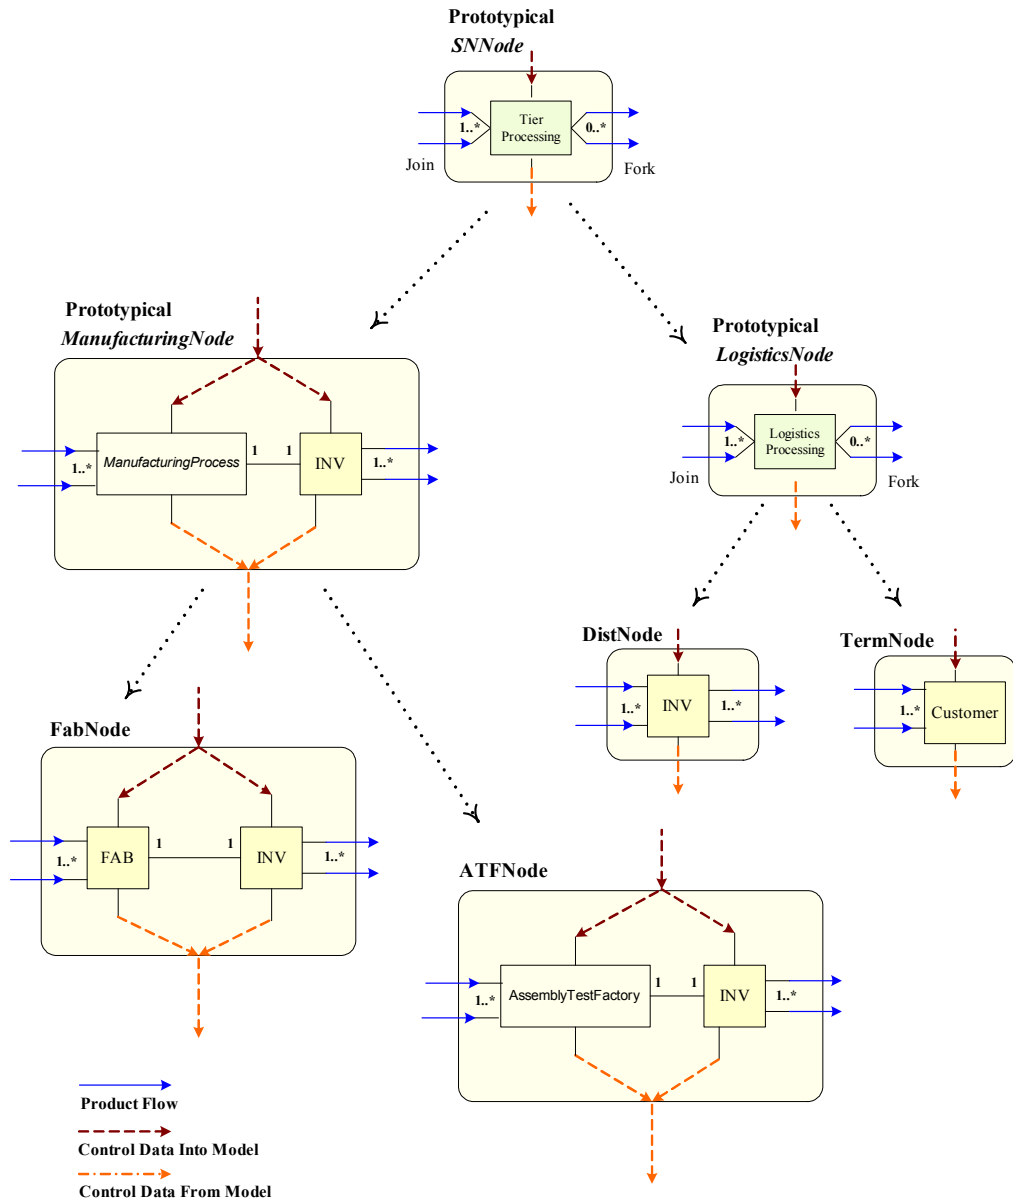 Prototypical
SNNode
1..*
Tier
Processing
0..*
Join
Fork
Prototypical
ManufacturingNode
1..*
ManufacturingProcess
1
1
INV
1..*
Prototypical
LogisticsNode
1..*
Logistics
Processing
0..*
Join
Fork
DistNode
1..*
INV
1..*
TermNode
1..*
Customer
FabNode
1..*
FAB
1
1
INV
1..*
ATFNode
1..*
AssemblyTestFactory
1
1
INV
1..*
Product Flow
Control Data Into Model
Control Data From Model